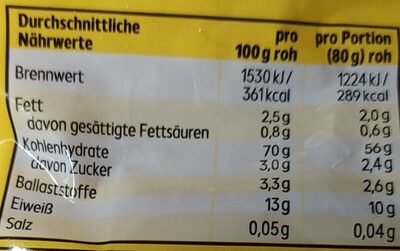 Durchschnittliche pro pro Portion
Nährwerte 100 g roh (80 g) roh
Brennwert 1530 kJ/ 1224 kJ/
361 kcal 289 kcal
Fett 2,5 g 2,0 g
davon gesättigte Fettsäuren 0,8 g 0,6 g
Kohlenhydrate 70 g 56 g
davon Zucker 3,0 g 2,4 g
Ballaststoffe 3,3 g 2,6 g
Eiweiß 13 g 10 g
Salz 0,05 g 0,04 g